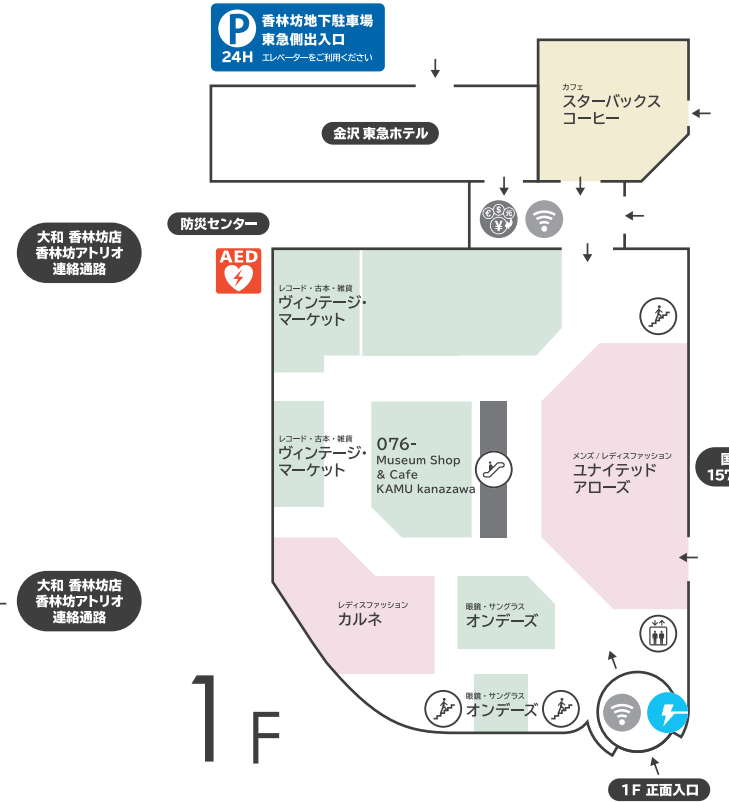 P
24H
香林坊地下駐車場
東急側出入口
エレベーターをご利用ください
金沢 東急ホテル
カフェ
スターバックス
コーヒー
大和 香林坊店
香林坊アトリオ
連絡通路
防災センター
AED
レコード・古本・雑貨
ヴィンテージ・
マーケット
レコード・古本・雑貨
ヴィンテージ・
マーケット
076-
Museum Shop
& Cafe
KAMU kanazawa
メンズ / レディスファッション
ユナイテッド
アローズ
157
大和 香林坊店
香林坊アトリオ
連絡通路
レディスファッション
カルネ
眼鏡・サングラス
オンデーズ
眼鏡・サングラス
オンデーズ
1F
1F 正面入口